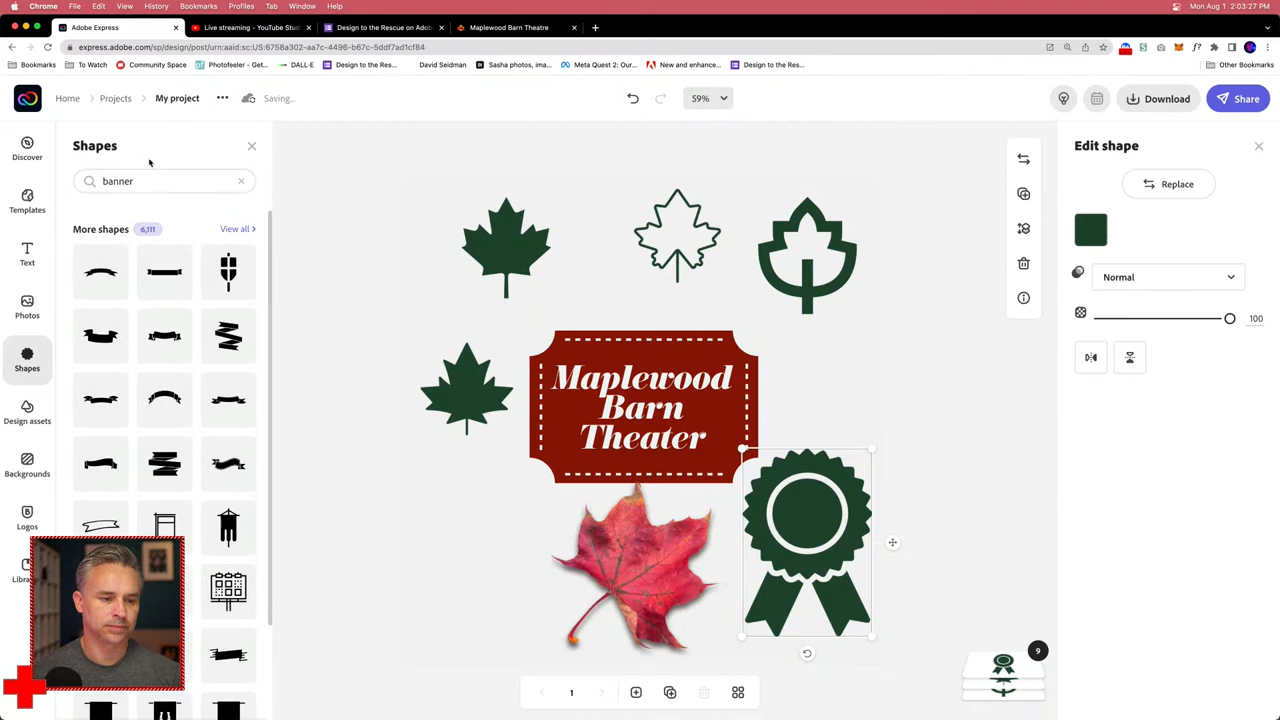 Chrome File Edit View History Bookmarks Profiles Tab Window Help Mon Aug 1 2:03:27 PM
Adobe Express Live streaming - YouTube Stud Design to the Rescue on Adob Maplewood Barn Theatre
express.adobe.com/sp/design/post/urn:aaid:sc:US:6758a302-aa7c-4496-b67c-5ddf7ad1cf84
Bookmarks To Watch Community Space Photofeeler - Get... DALL·E Design to the Res... David Seidman Sasha photos, ima... Meta Quest 2: Our... New and enhance... Design to the Res... Other Bookmarks
Home Projects My project Saving... 59% Download Share
Discover
Templates
Text
Photos
Shapes
Design assets
Backgrounds
Logos
Shapes
banner
More shapes 6,111 View all
Maplewood
Barn
Theater
1
9
Edit shape
Replace
Normal
100